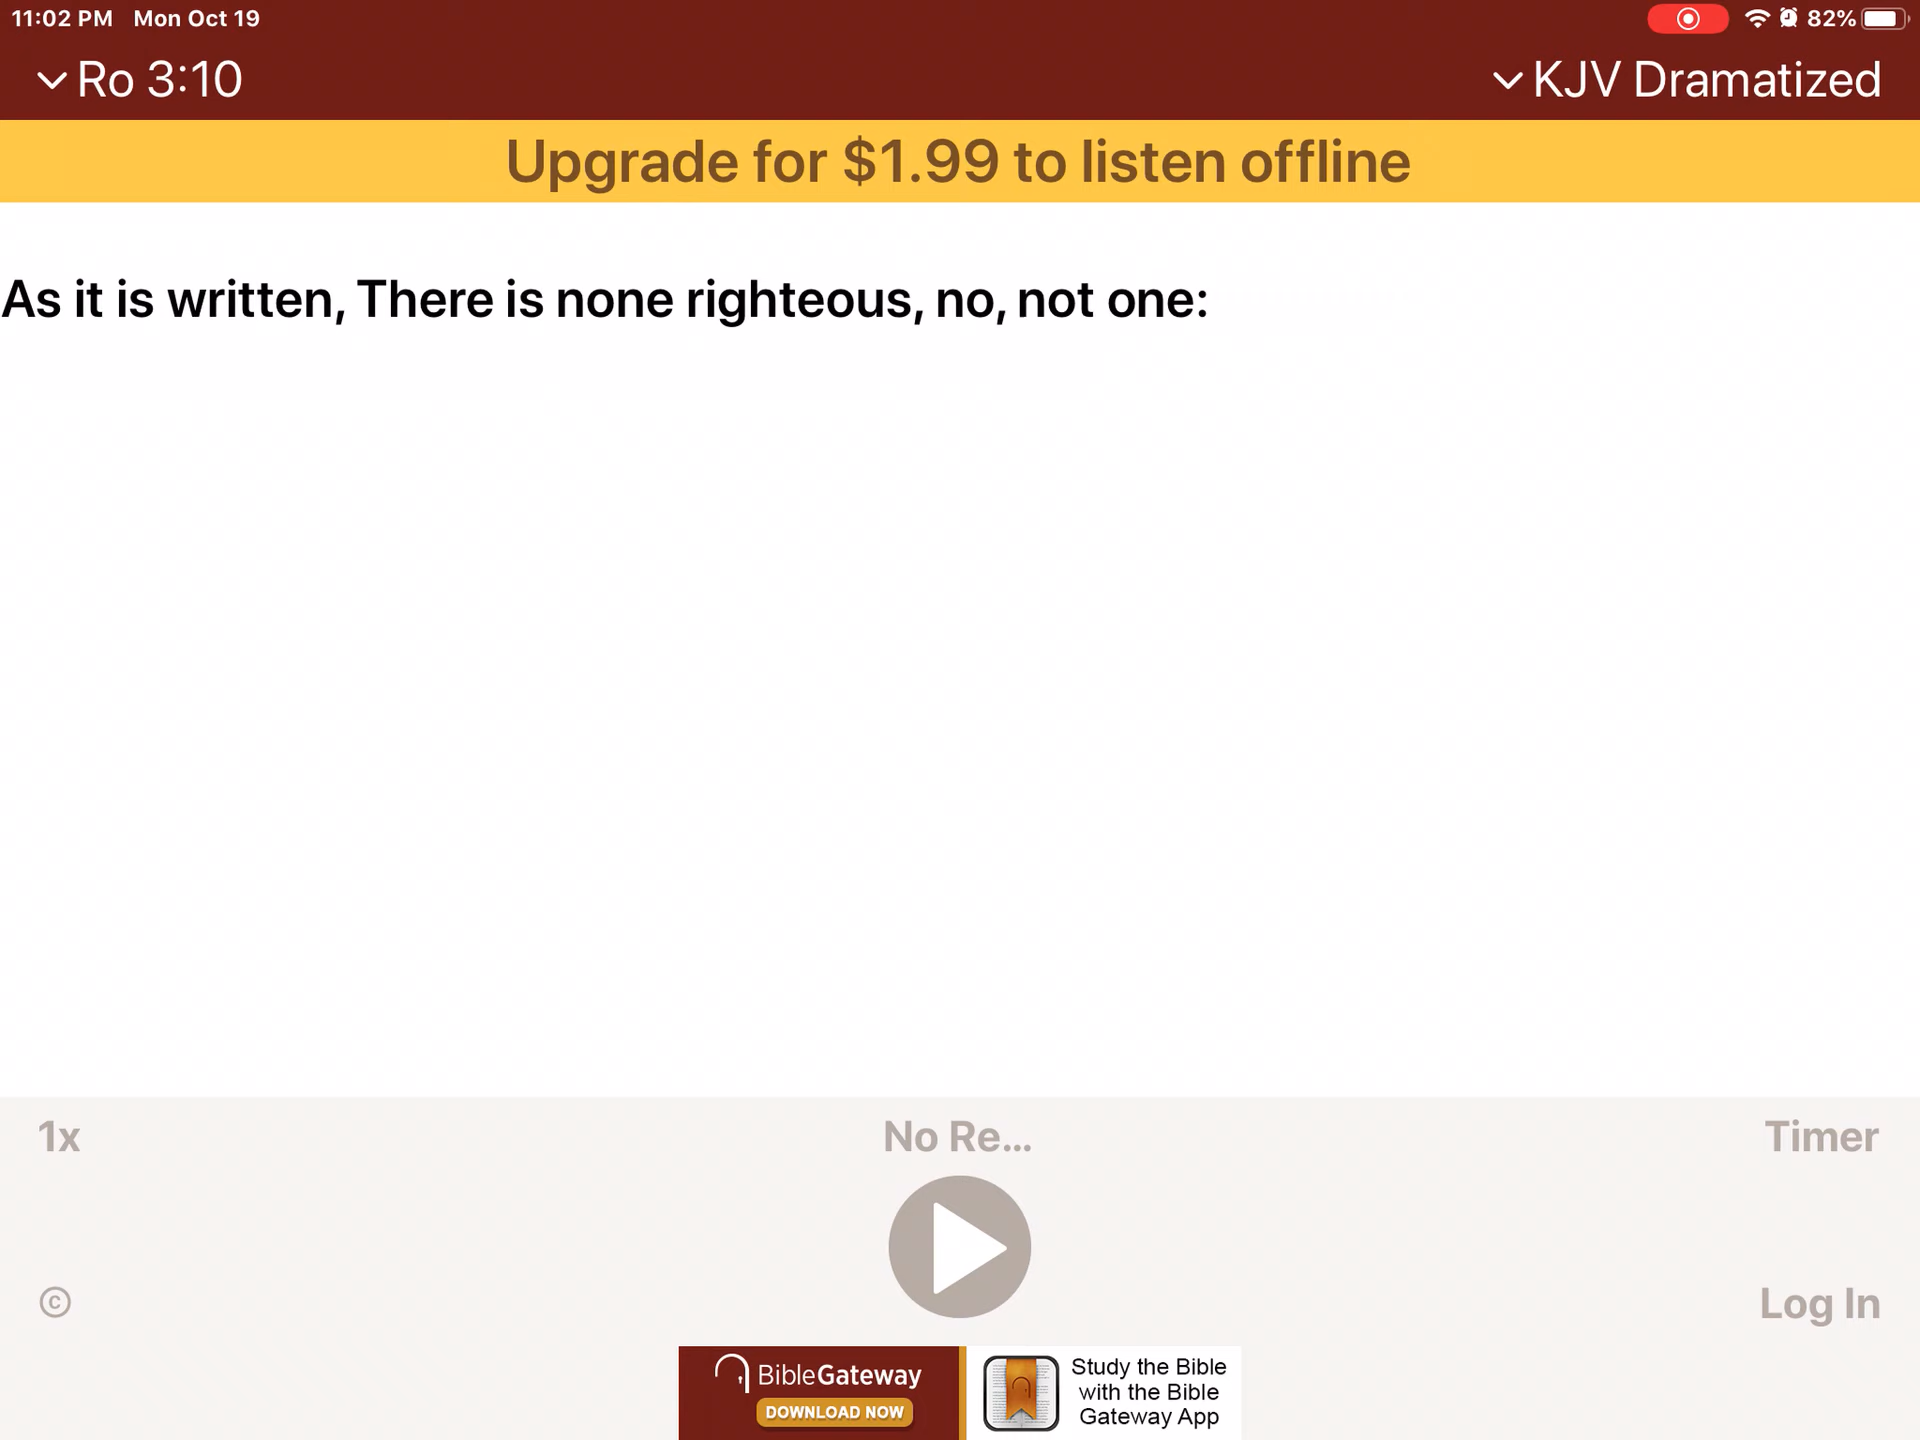 11:02 PM Mon Oct 19 82%
Ro 3:10 KJV Dramatized
Upgrade for $1.99 to listen offline
As it is written, There is none righteous, no, not one:
1x No Re... Timer
© Log In
BibleGateway
DOWNLOAD NOW
Study the Bible
with the Bible
Gateway App